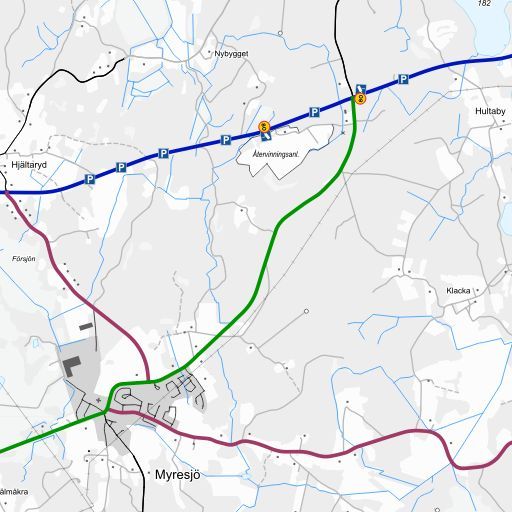 182
Nybygget
P
P
Hultaby
P
Återvinningsanl.
P
P
P
Hjältaryd
P
Försjön
Klacka
Myresjö
älmåkra